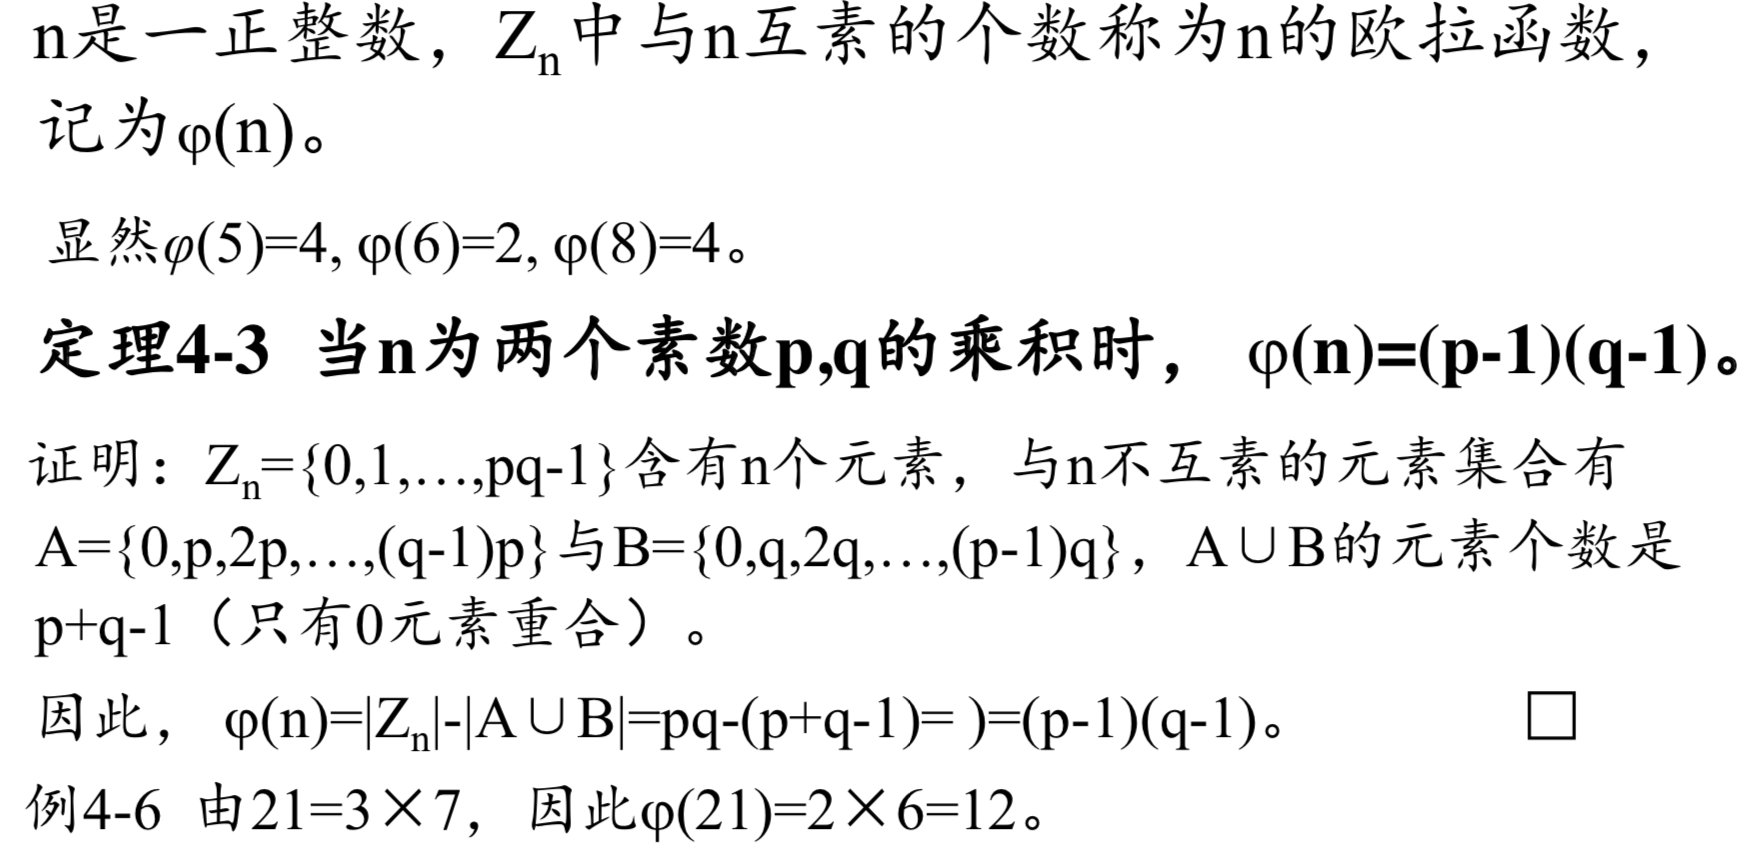 n是一正整数，Zn中与n互素的个数称为n的欧拉函数，
记为φ(n)。
显然φ(5)=4, φ(6)=2, φ(8)=4。
定理4-3 当n为两个素数p,q的乘积时， φ(n)=(p-1)(q-1)。
证明：Zn={0,1,…,pq-1}含有n个元素，与n不互素的元素集合有
A={0,p,2p,…,(q-1)p}与B={0,q,2q,…,(p-1)q}，A∪B的元素个数是
p+q-1（只有0元素重合）。
因此， φ(n)=|Zn|-|A∪B|=pq-(p+q-1)= )=(p-1)(q-1)。 □
例4-6 由21=3×7，因此φ(21)=2×6=12。